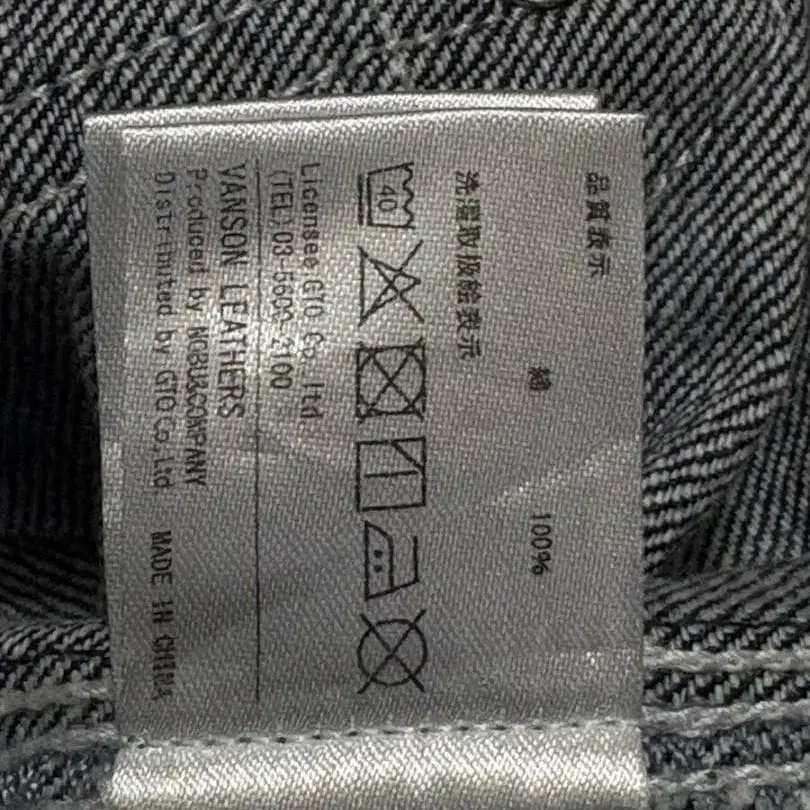 品質表示
綿 100%
洗濯取扱絵表示
40
Licensee:GTO Co.,ltd.
(TEL) 03-5606-2100
VANSON LEATHERS
Produced by NOBU&COMPANY
Distributed by GTO Co.,Ltd. MADE IN CHINA